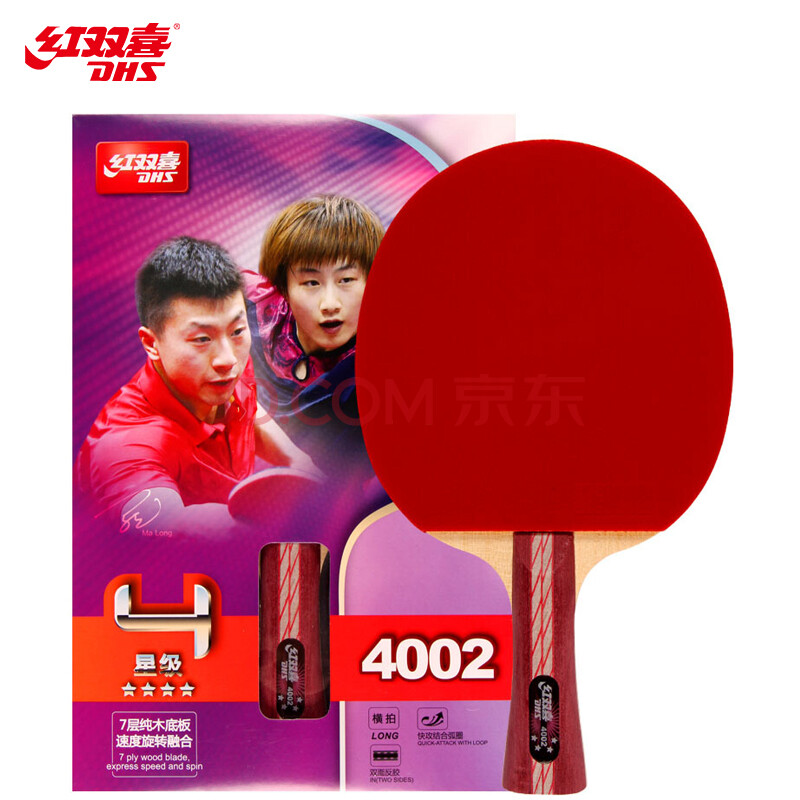 红双喜®
DHS
红双喜
DHS
.COM 京东
Ma Long
4
星级
4002
7层纯木底板
速度旋转融合
7 ply wood blade,
express speed and spin
横拍
LONG
快攻结合弧圈
QUICK-ATTACK WITH LOOP
双面反胶
IN(TWO SIDES)
红双喜
DHS
4002
红双喜
DHS
4002